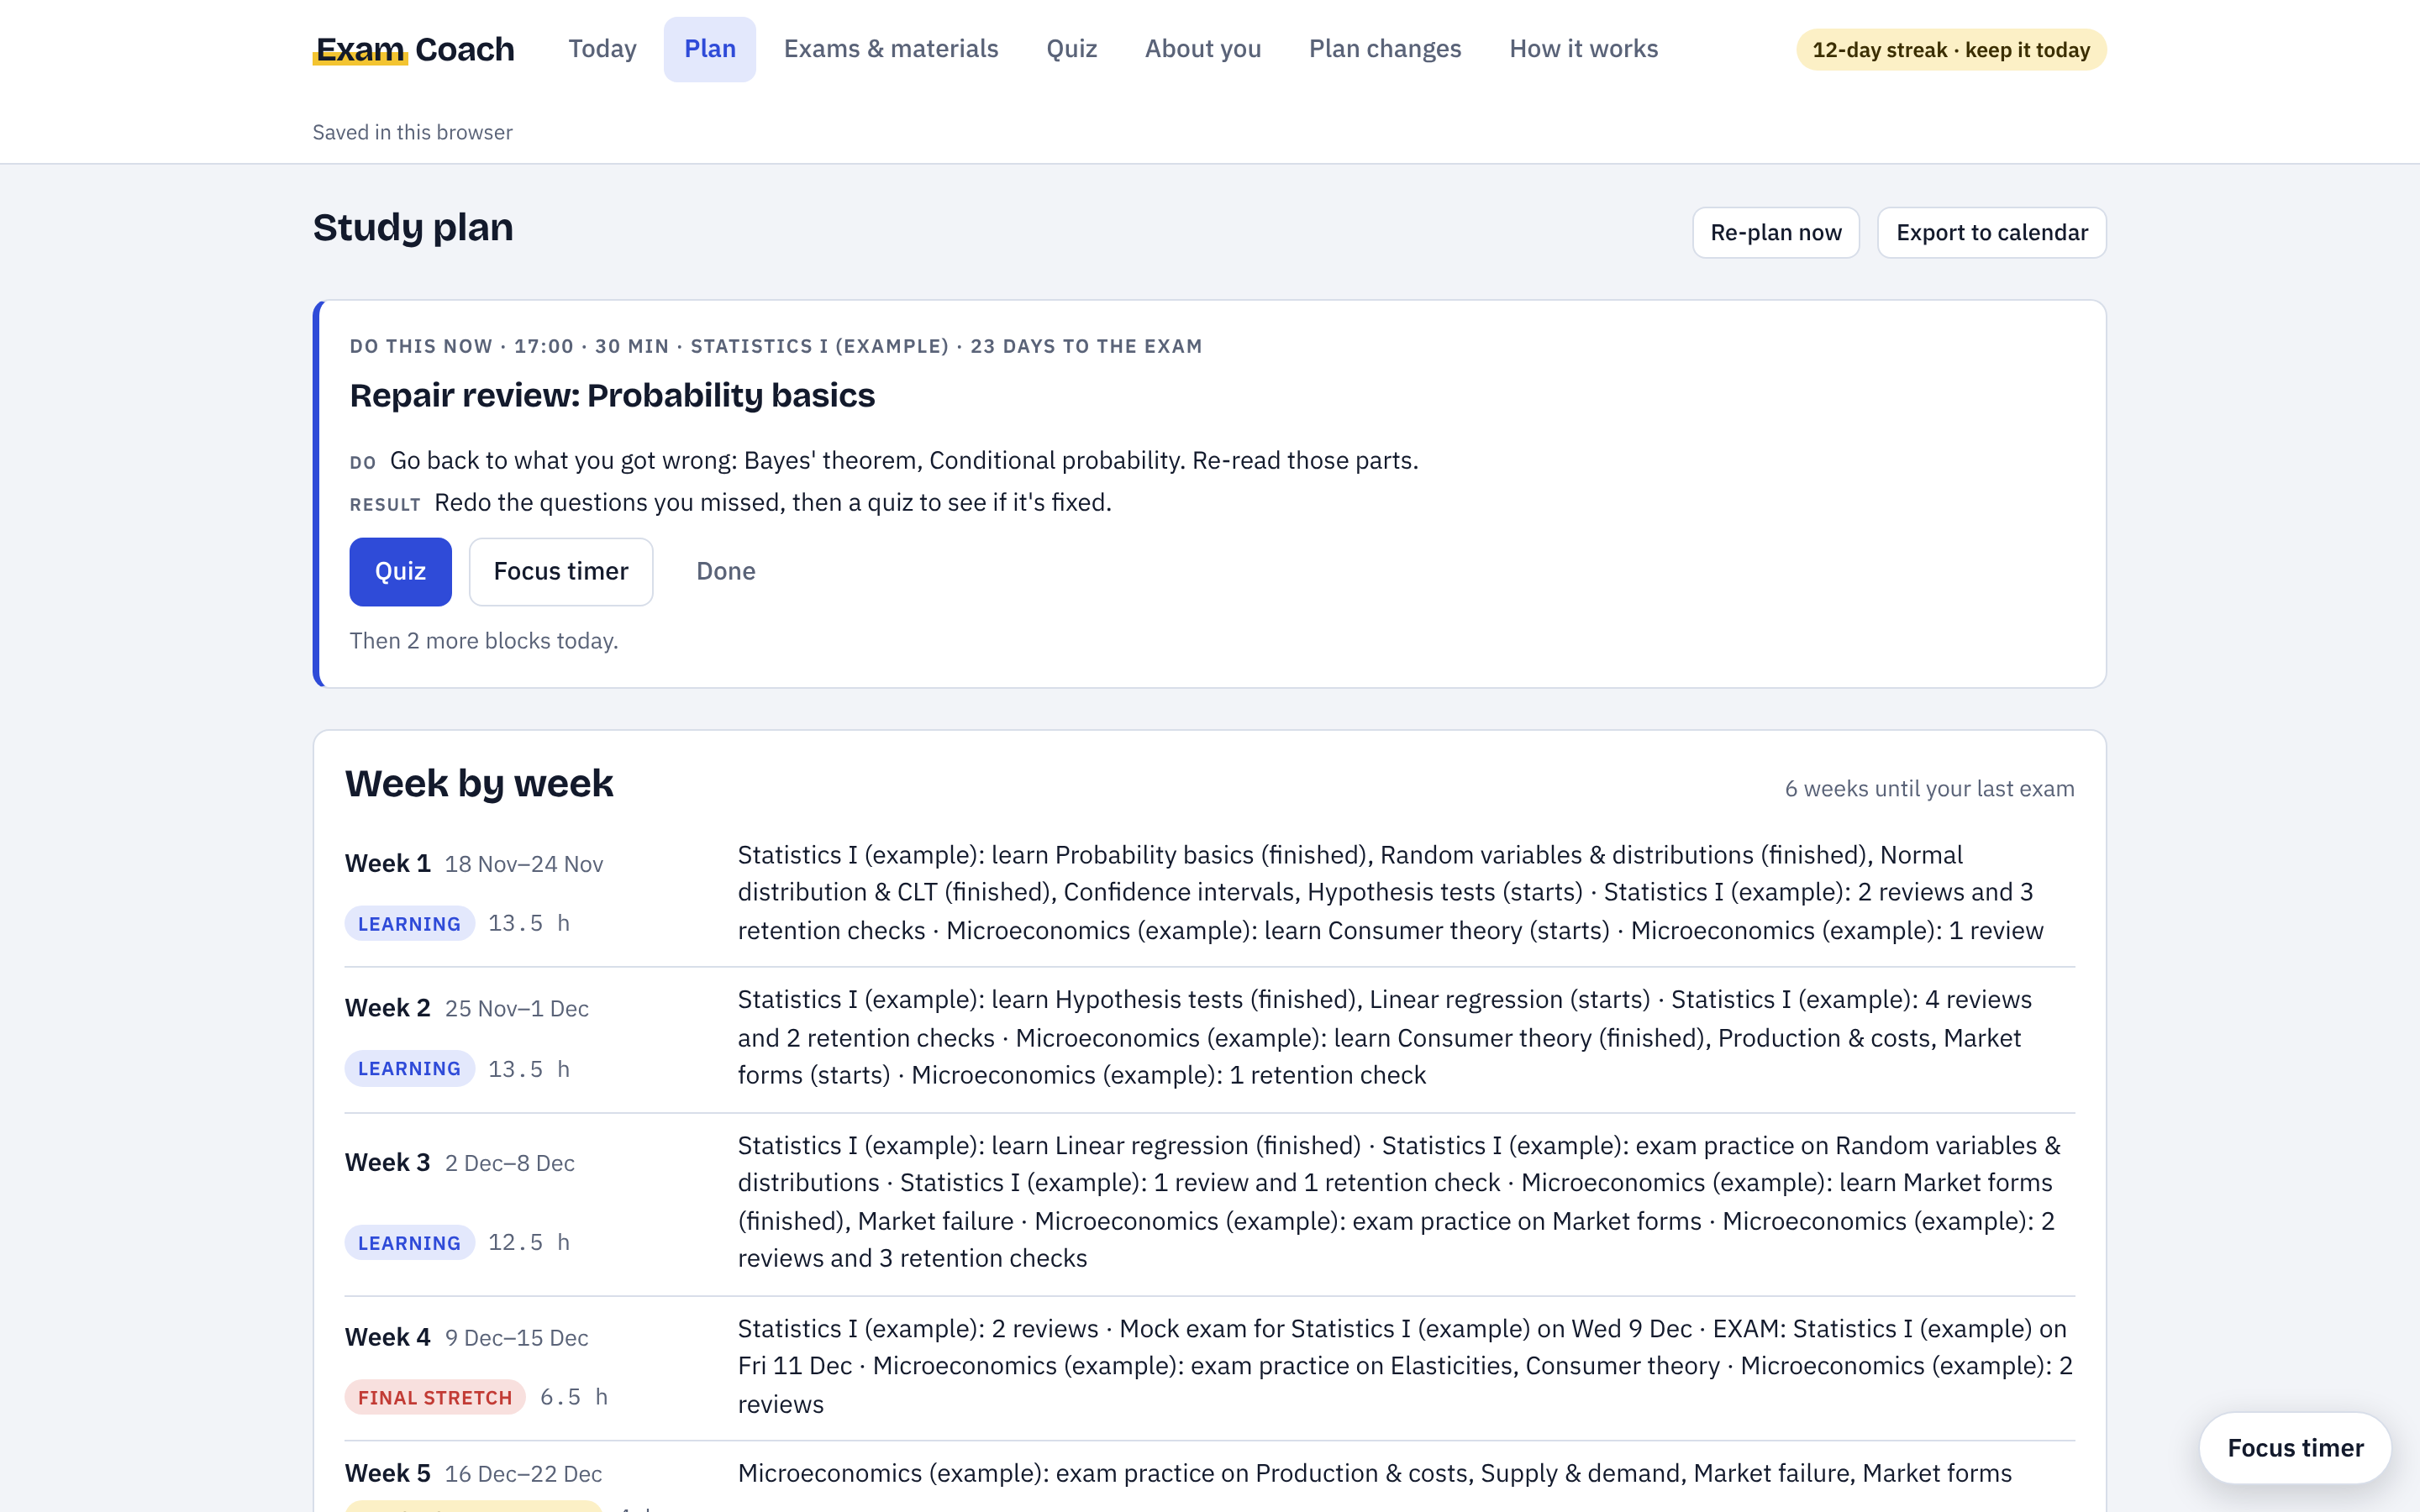 Exam Coach
Today
Plan
Exams & materials
Quiz
About you
Plan changes
How it works
12-day streak · keep it today
Saved in this browser
Study plan
Re-plan now
Export to calendar
DO THIS NOW · 17:00 · 30 MIN · STATISTICS I (EXAMPLE) · 23 DAYS TO THE EXAM
Repair review: Probability basics
DO Go back to what you got wrong: Bayes' theorem, Conditional probability. Re-read those parts.
RESULT Redo the questions you missed, then a quiz to see if it's fixed.
Quiz
Focus timer
Done
Then 2 more blocks today.
Week by week
6 weeks until your last exam
Week 1 18 Nov–24 Nov
LEARNING 13.5 h
Statistics I (example): learn Probability basics (finished), Random variables & distributions (finished), Normal
distribution & CLT (finished), Confidence intervals, Hypothesis tests (starts) · Statistics I (example): 2 reviews and 3
retention checks · Microeconomics (example): learn Consumer theory (starts) · Microeconomics (example): 1 review
Week 2 25 Nov–1 Dec
LEARNING 13.5 h
Statistics I (example): learn Hypothesis tests (finished), Linear regression (starts) · Statistics I (example): 4 reviews
and 2 retention checks · Microeconomics (example): learn Consumer theory (finished), Production & costs, Market
forms (starts) · Microeconomics (example): 1 retention check
Week 3 2 Dec–8 Dec
LEARNING 12.5 h
Statistics I (example): learn Linear regression (finished) · Statistics I (example): exam practice on Random variables &
distributions · Statistics I (example): 1 review and 1 retention check · Microeconomics (example): learn Market forms
(finished), Market failure · Microeconomics (example): exam practice on Market forms · Microeconomics (example): 2
reviews and 3 retention checks
Week 4 9 Dec–15 Dec
FINAL STRETCH 6.5 h
Statistics I (example): 2 reviews · Mock exam for Statistics I (example) on Wed 9 Dec · EXAM: Statistics I (example) on
Fri 11 Dec · Microeconomics (example): exam practice on Elasticities, Consumer theory · Microeconomics (example): 2
reviews
Week 5 16 Dec–22 Dec
Microeconomics (example): exam practice on Production & costs, Supply & demand, Market failure, Market forms
Focus timer